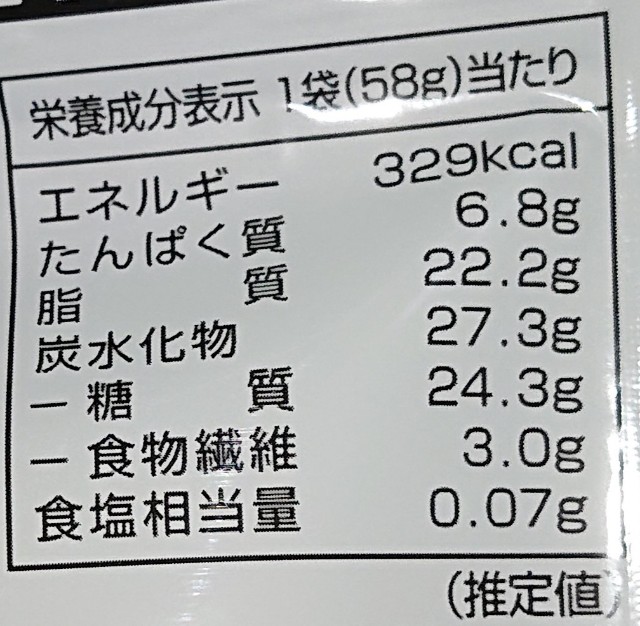 栄養成分表示 1袋(58g)当たり
エネルギー 329kcal
たんぱく質 6.8g
脂質 22.2g
炭水化物 27.3g
ー糖質 24.3g
ー食物繊維 3.0g
食塩相当量 0.07g
(推定値)